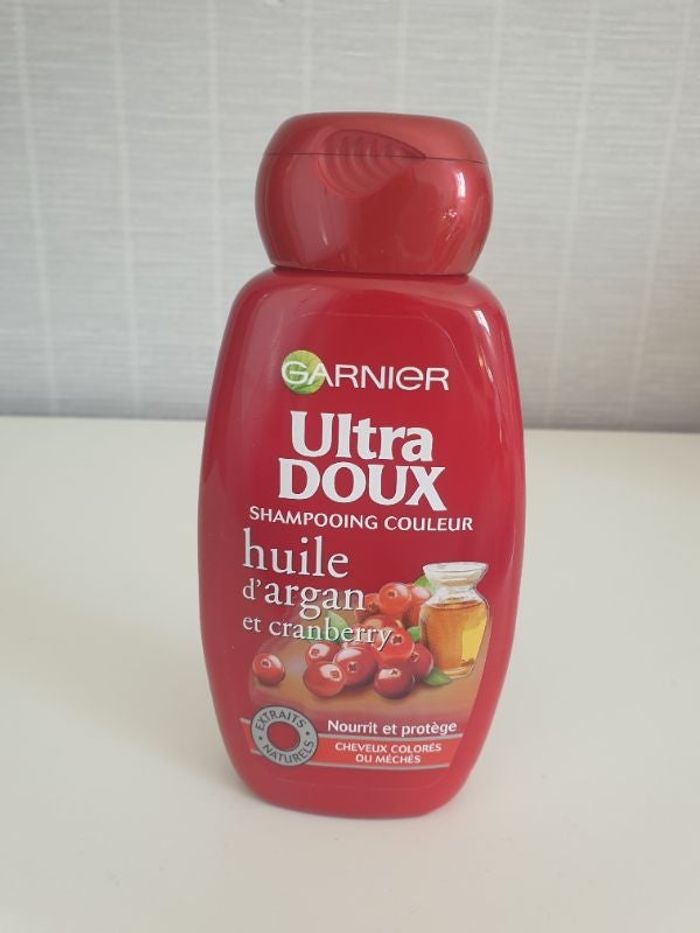 GARNIER
Ultra
DOUX
SHAMPOOING COULEUR
huile
d'argan
et cranberry
EXTRAITS
NATURELS
Nourrit et protège
CHEVEUX COLORÉS
OU MÉCHÉS